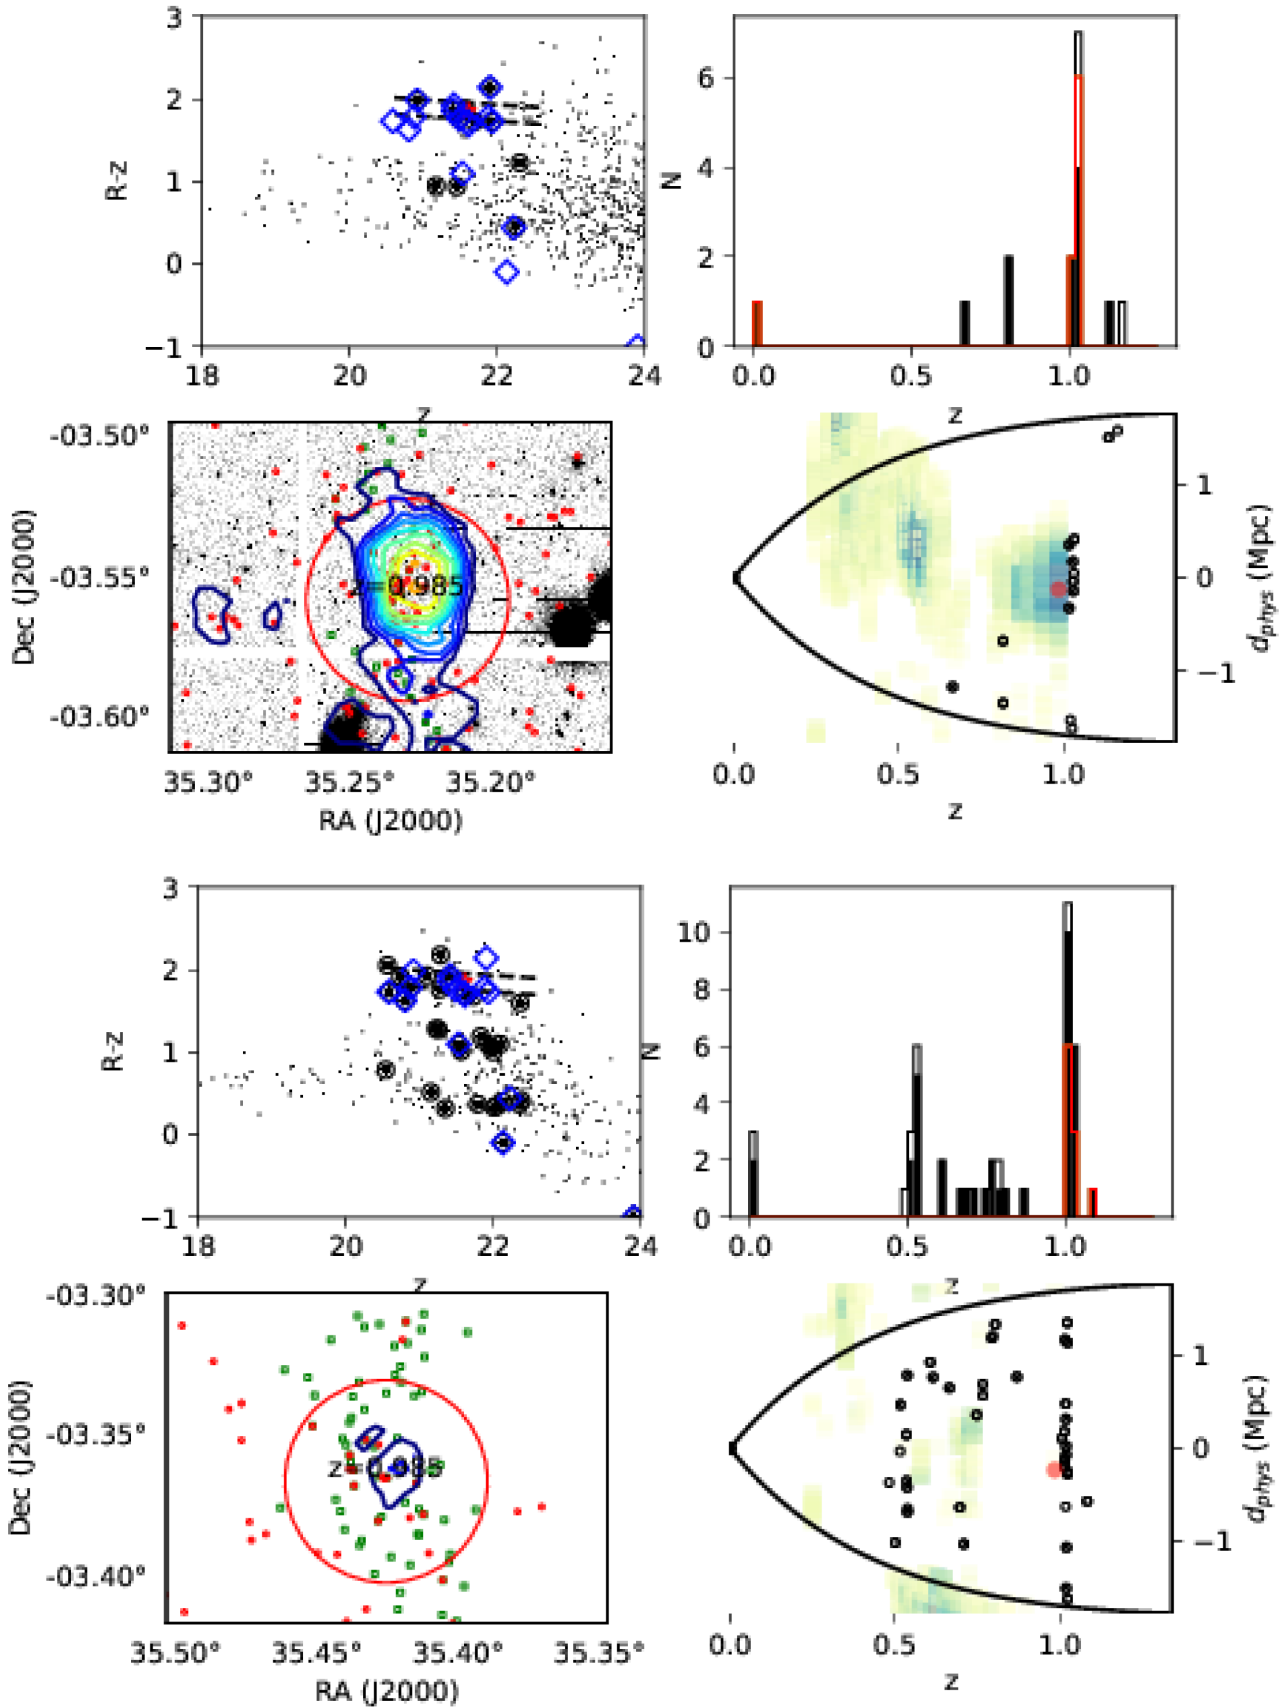 3
2
1
0
−1
R-z
18 20 22 24
z
6
4
2
0
N
0.0 0.5 1.0
z
-03.50°
-03.55°
-03.60°
Dec (J2000)
z=0.985
35.30° 35.25° 35.20°
RA (J2000)
1
0
−1
d_phys (Mpc)
0.0 0.5 1.0
z
3
2
1
0
−1
R-z
18 20 22 24
z
10
8
6
4
2
0
N
0.0 0.5 1.0
z
-03.30°
-03.35°
-03.40°
Dec (J2000)
35.50° 35.45° 35.40° 35.35°
RA (J2000)
1
0
−1
d_phys (Mpc)
0.0 0.5 1.0
z